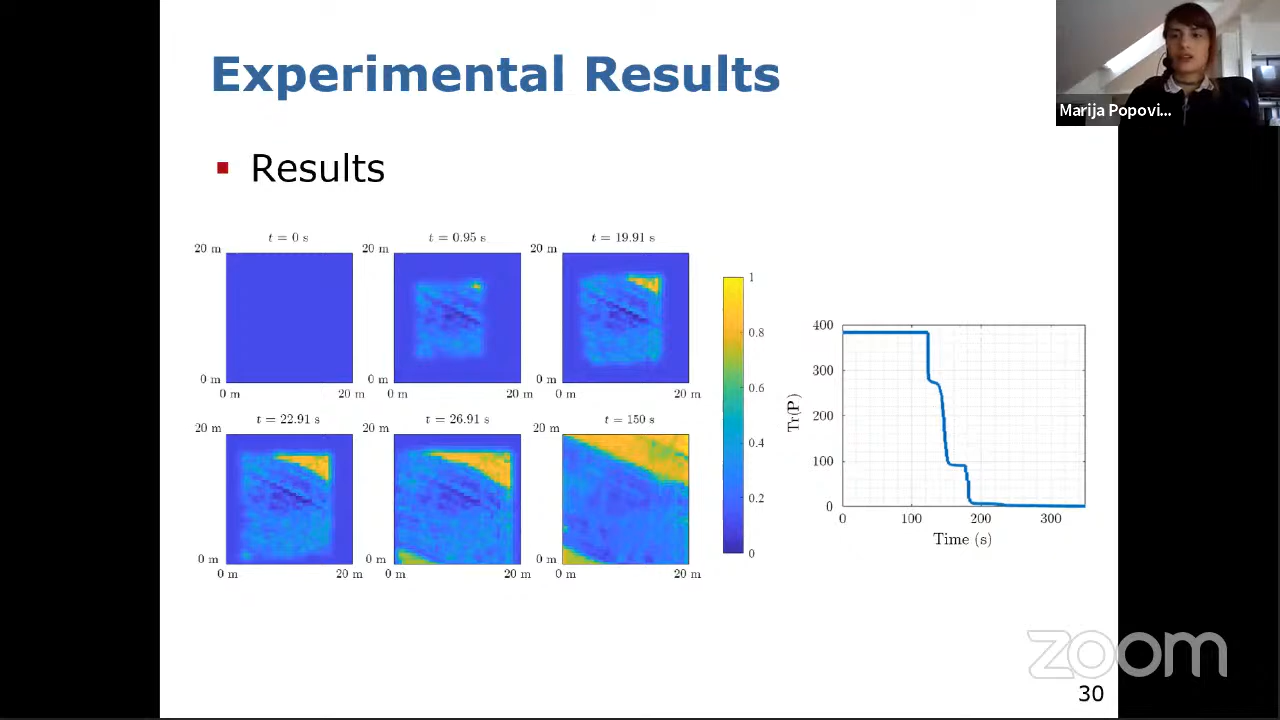 Experimental Results
Marija Popovi...
Results
t = 0 s
t = 0.95 s
t = 19.91 s
20 m
20 m
20 m
0 m
0 m
0 m
0 m
20 m
0 m
20 m
0 m
20 m
t = 22.91 s
t = 26.91 s
t = 150 s
20 m
20 m
20 m
0 m
0 m
0 m
0 m
20 m
0 m
20 m
0 m
20 m
1
0.8
0.6
0.4
0.2
0
Tr(P)
400
300
200
100
0
0
100
200
300
Time (s)
zoom
30